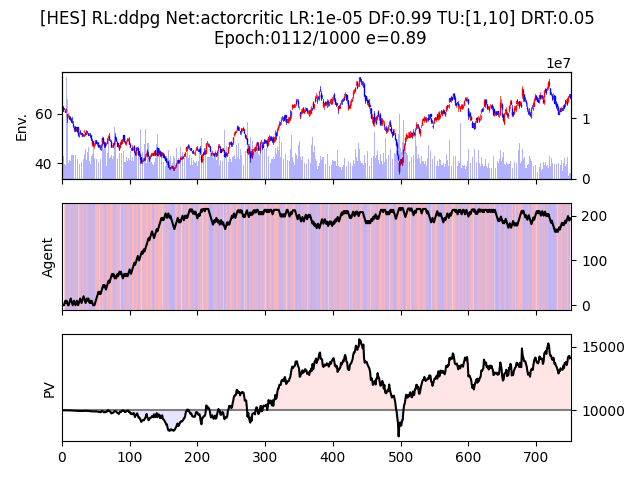 [HES] RL:ddpg Net:actorcritic LR:1e-05 DF:0.99 TU:[1,10] DRT:0.05
Epoch:0112/1000 e=0.89
1e7
Env.
60
40
1
0
Agent
200
100
0
PV
15000
10000
0 100 200 300 400 500 600 700